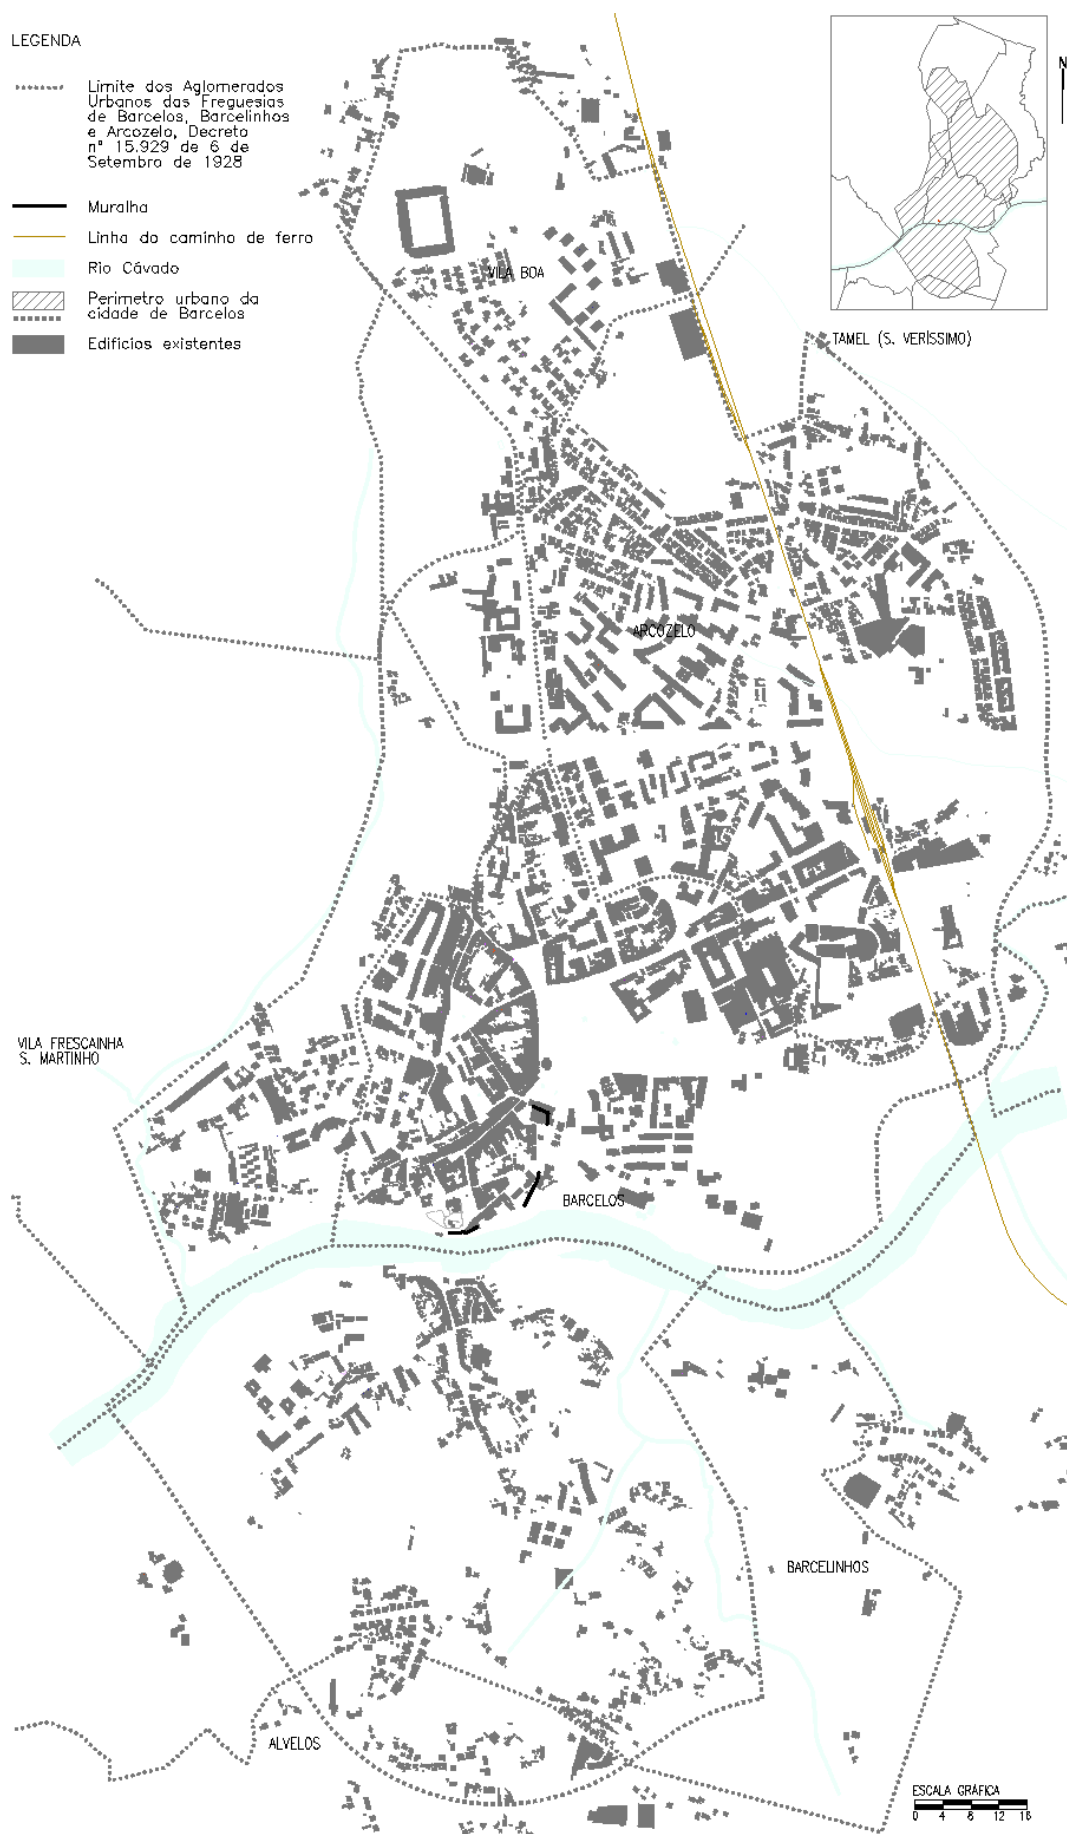 LEGENDA
Limite dos Aglomerados
Urbanos das Freguesias
de Barcelos, Barcelinhos
e Arcozelo, Decreto
nº 15.929 de 6 de
Setembro de 1928
Muralha
Linha do caminho de ferro
Rio Cávado
Perimetro urbano da
cidade de Barcelos
Edificios existentes
N
TAMEL (S. VERÍSSIMO)
VILA BOA
ARCOZELO
VILA FRESCAINHA
S. MARTINHO
BARCELOS
BARCELINHOS
ALVELOS
ESCALA GRÁFICA
0 4 8 12 16